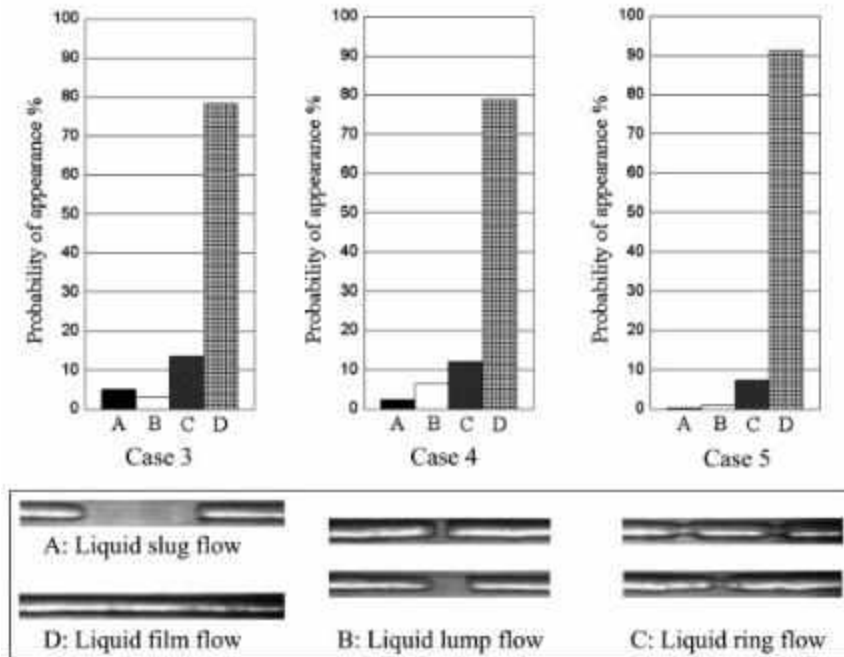 100
90
80
70
60
50
40
30
20
10
0
Probability of appearance %
A B C D
Case 3
100
90
80
70
60
50
40
30
20
10
0
Probability of appearance %
A B C D
Case 4
100
90
80
70
60
50
40
30
20
10
0
Probability of appearance %
A B C D
Case 5
A: Liquid slug flow
D: Liquid film flow
B: Liquid lump flow
C: Liquid ring flow